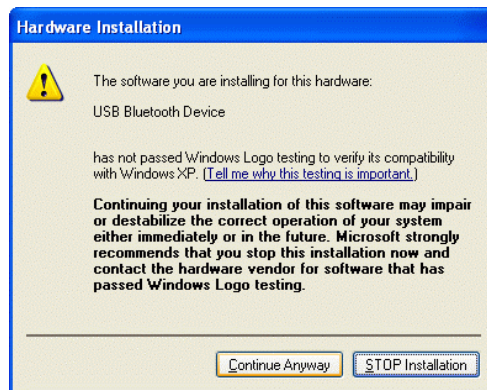 Hardware Installation
The software you are installing for this hardware:
USB Bluetooth Device
has not passed Windows Logo testing to verify its compatibility
with Windows XP. (Tell me why this testing is important.)
Continuing your installation of this software may impair
or destabilize the correct operation of your system
either immediately or in the future. Microsoft strongly
recommends that you stop this installation now and
contact the hardware vendor for software that has
passed Windows Logo testing.
Continue Anyway STOP Installation